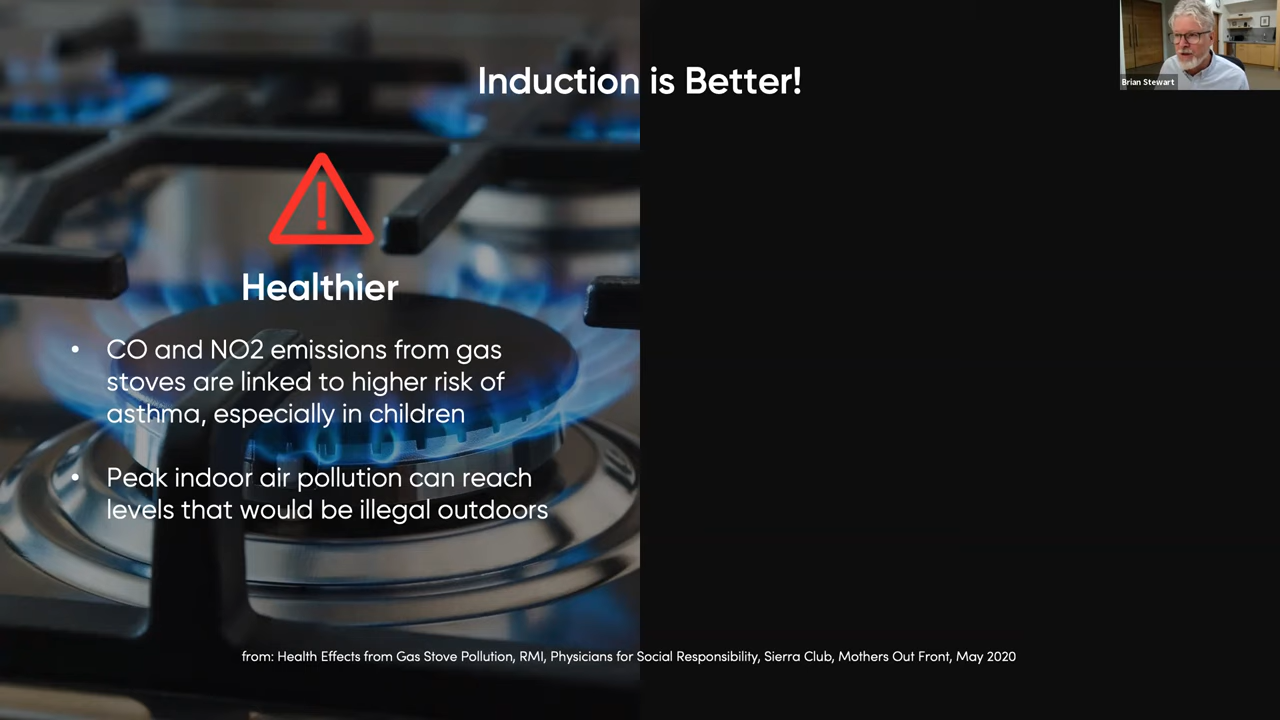 Induction is Better!
Brian Stewart
!
Healthier
• CO and NO2 emissions from gas
stoves are linked to higher risk of
asthma, especially in children
• Peak indoor air pollution can reach
levels that would be illegal outdoors
from: Health Effects from Gas Stove Pollution, RMI, Physicians for Social Responsibility, Sierra Club, Mothers Out Front, May 2020